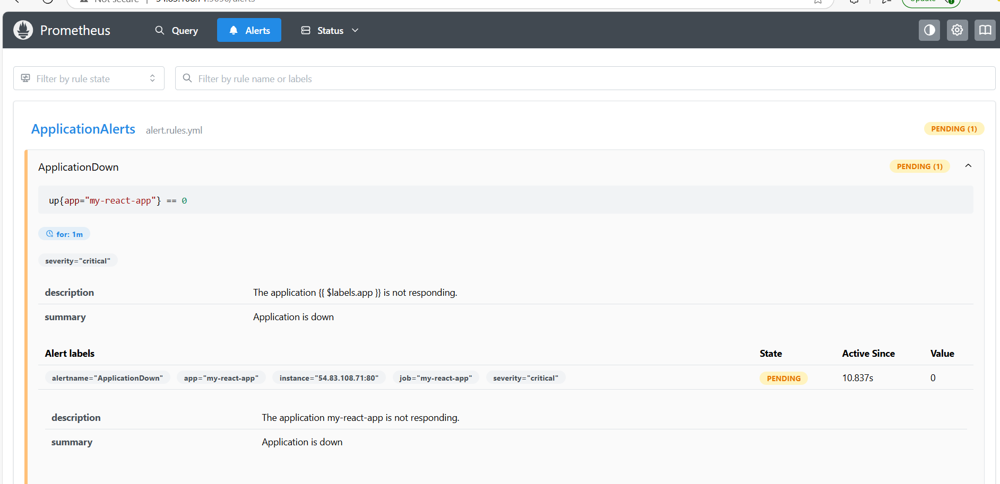 Not secure
Prometheus Query Alerts Status
Filter by rule state Filter by rule name or labels
ApplicationAlerts alert.rules.yml PENDING (1)
ApplicationDown PENDING (1)
up{app="my-react-app"} == 0
for: 1m
severity="critical"
description The application {{ $labels.app }} is not responding.
summary Application is down
Alert labels State Active Since Value
alertname="ApplicationDown" app="my-react-app" instance="54.83.108.71:80" job="my-react-app" severity="critical" PENDING 10.837s 0
description The application my-react-app is not responding.
summary Application is down